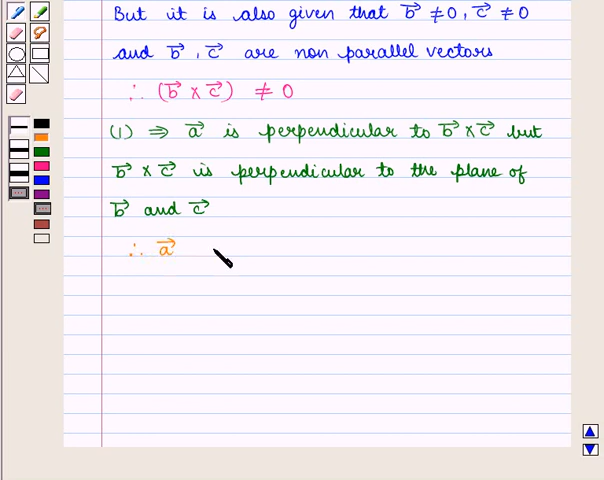 But it is also given that b⃗ ≠ 0, c⃗ ≠ 0
and b⃗, c⃗ are non parallel vectors
∴ (b⃗ × c⃗) ≠ 0
(1) ⇒ a⃗ is perpendicular to b⃗ × c⃗ but
b⃗ × c⃗ is perpendicular to the plane of
b⃗ and c⃗
∴ a⃗